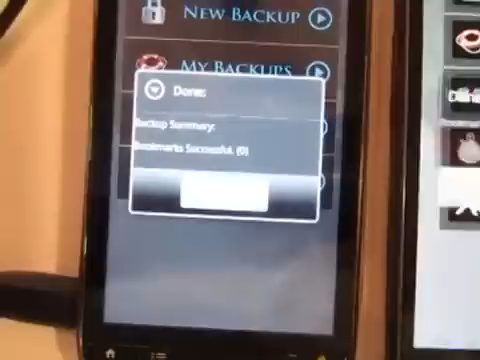 New Backup
My Backups
Done:
Backup Summary:
Bookmarks Successful. (0)